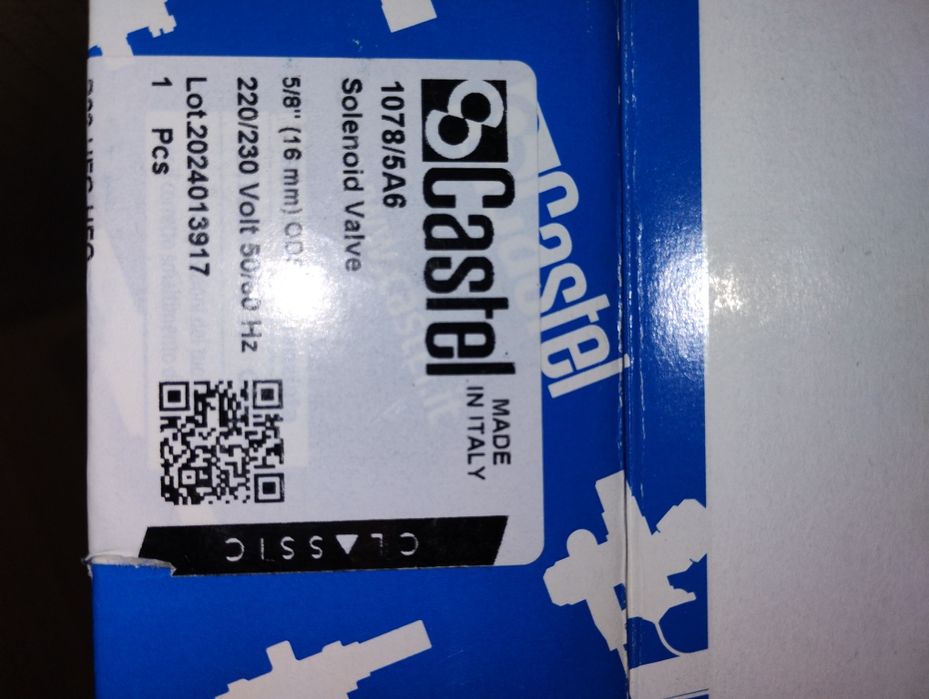 Castel
MADE
IN ITALY
1078/5A6
Solenoid Valve
5/8" (16 mm)
220/230 Volt 50/60 Hz
Lot.2024013917
1 Pcs
CLASSIC
Castel